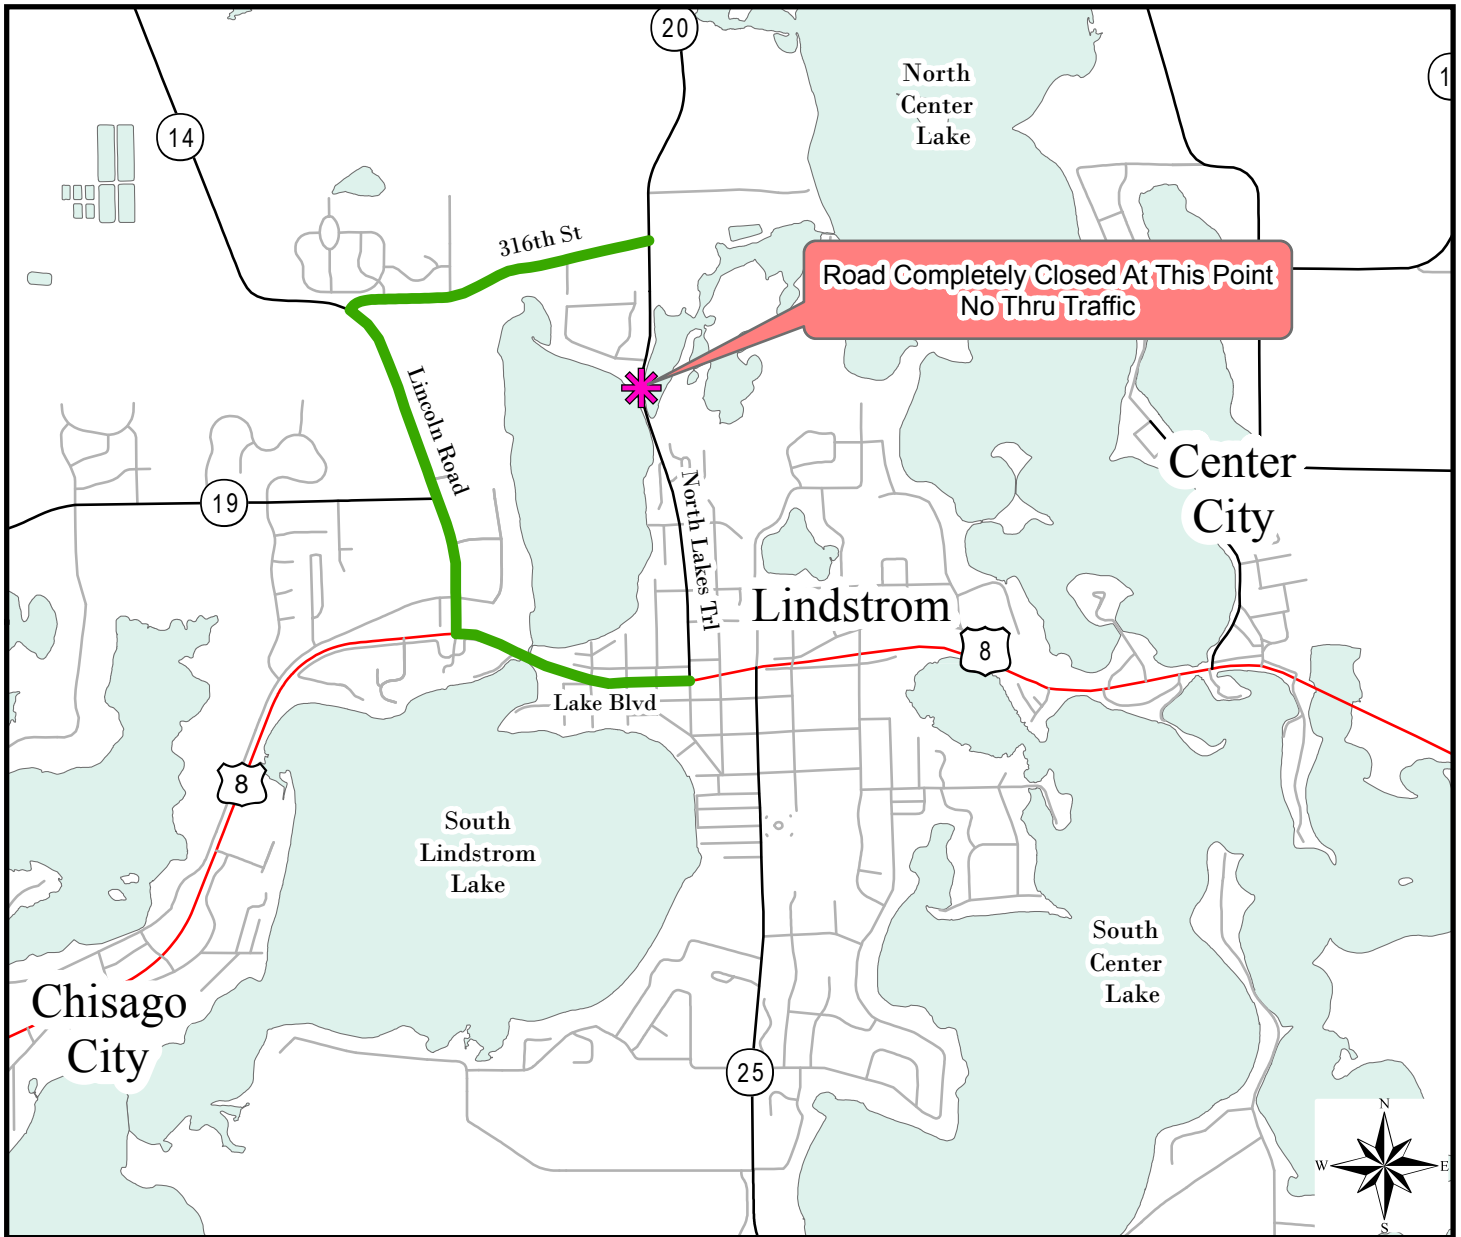 20
North
Center
Lake
1
14
316th St
Road Completely Closed At This Point
No Thru Traffic
Lincoln Road
Center
City
19
North Lakes Trl
Lindstrom
8
Lake Blvd
8
South
Lindstrom
Lake
South
Center
Lake
Chisago
City
25
N
W
E
S